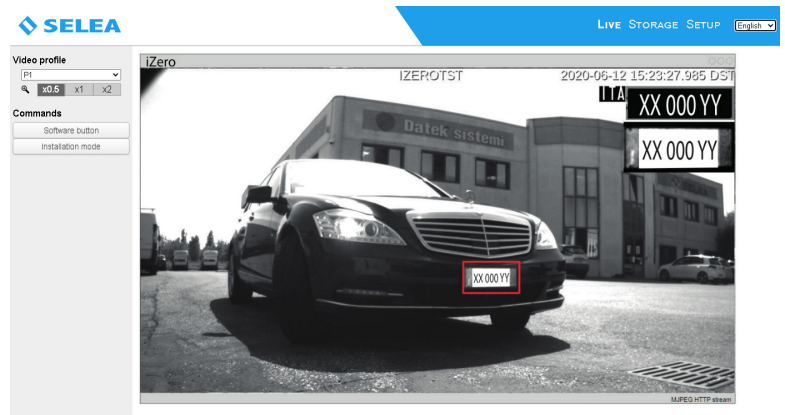 SELEA
LIVE STORAGE SETUP English
Video profile
P1
x0.5 x1 x2
Commands
Software button
Installation mode
iZero
IZEROTST 2020-06-12 15:23:27.985 DST
ITA
XX 000 YY
XX 000 YY
Datek sistemi
SELEA
XX 000 YY
MJPEG HTTP stream